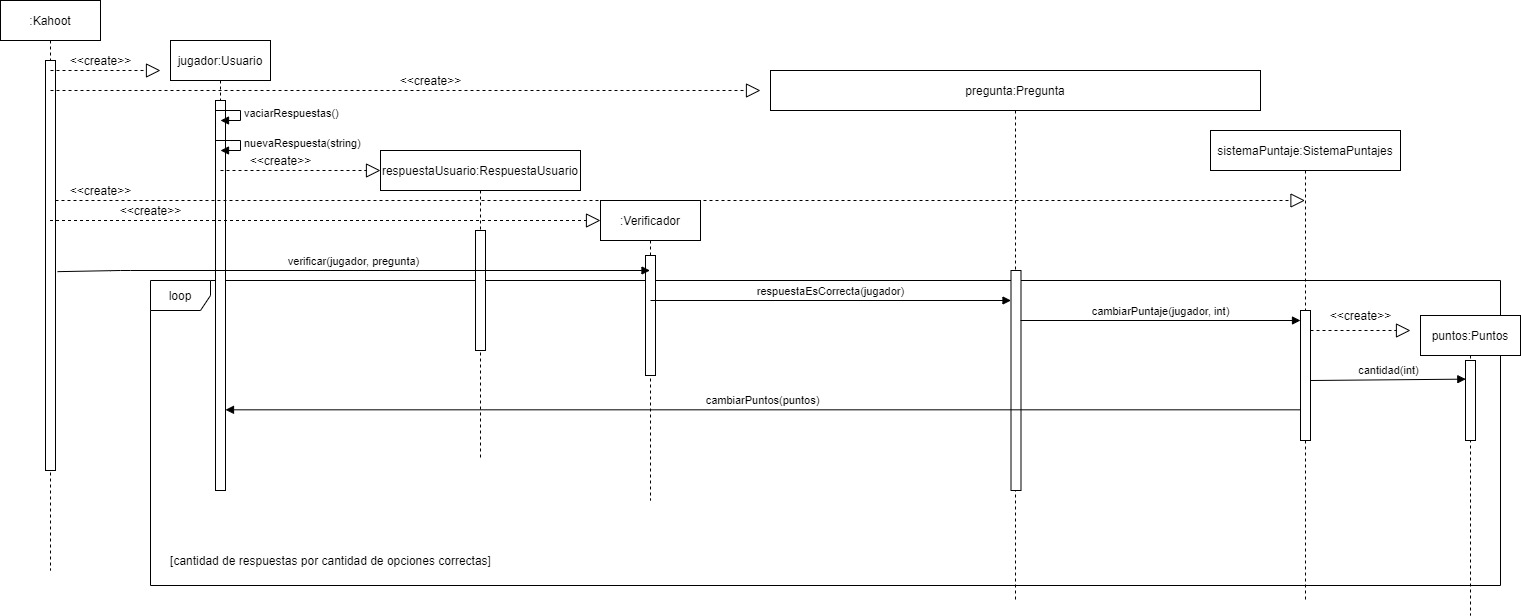 :Kahoot
<<create>>
jugador:Usuario
<<create>>
pregunta:Pregunta
vaciarRespuestas()
nuevaRespuesta(string)
<<create>>
respuestaUsuario:RespuestaUsuario
sistemaPuntaje:SistemaPuntajes
<<create>>
<<create>>
:Verificador
verificar(jugador, pregunta)
loop
respuestaEsCorrecta(jugador)
cambiarPuntaje(jugador, int)
<<create>>
puntos:Puntos
cantidad(int)
cambiarPuntos(puntos)
[cantidad de respuestas por cantidad de opciones correctas]